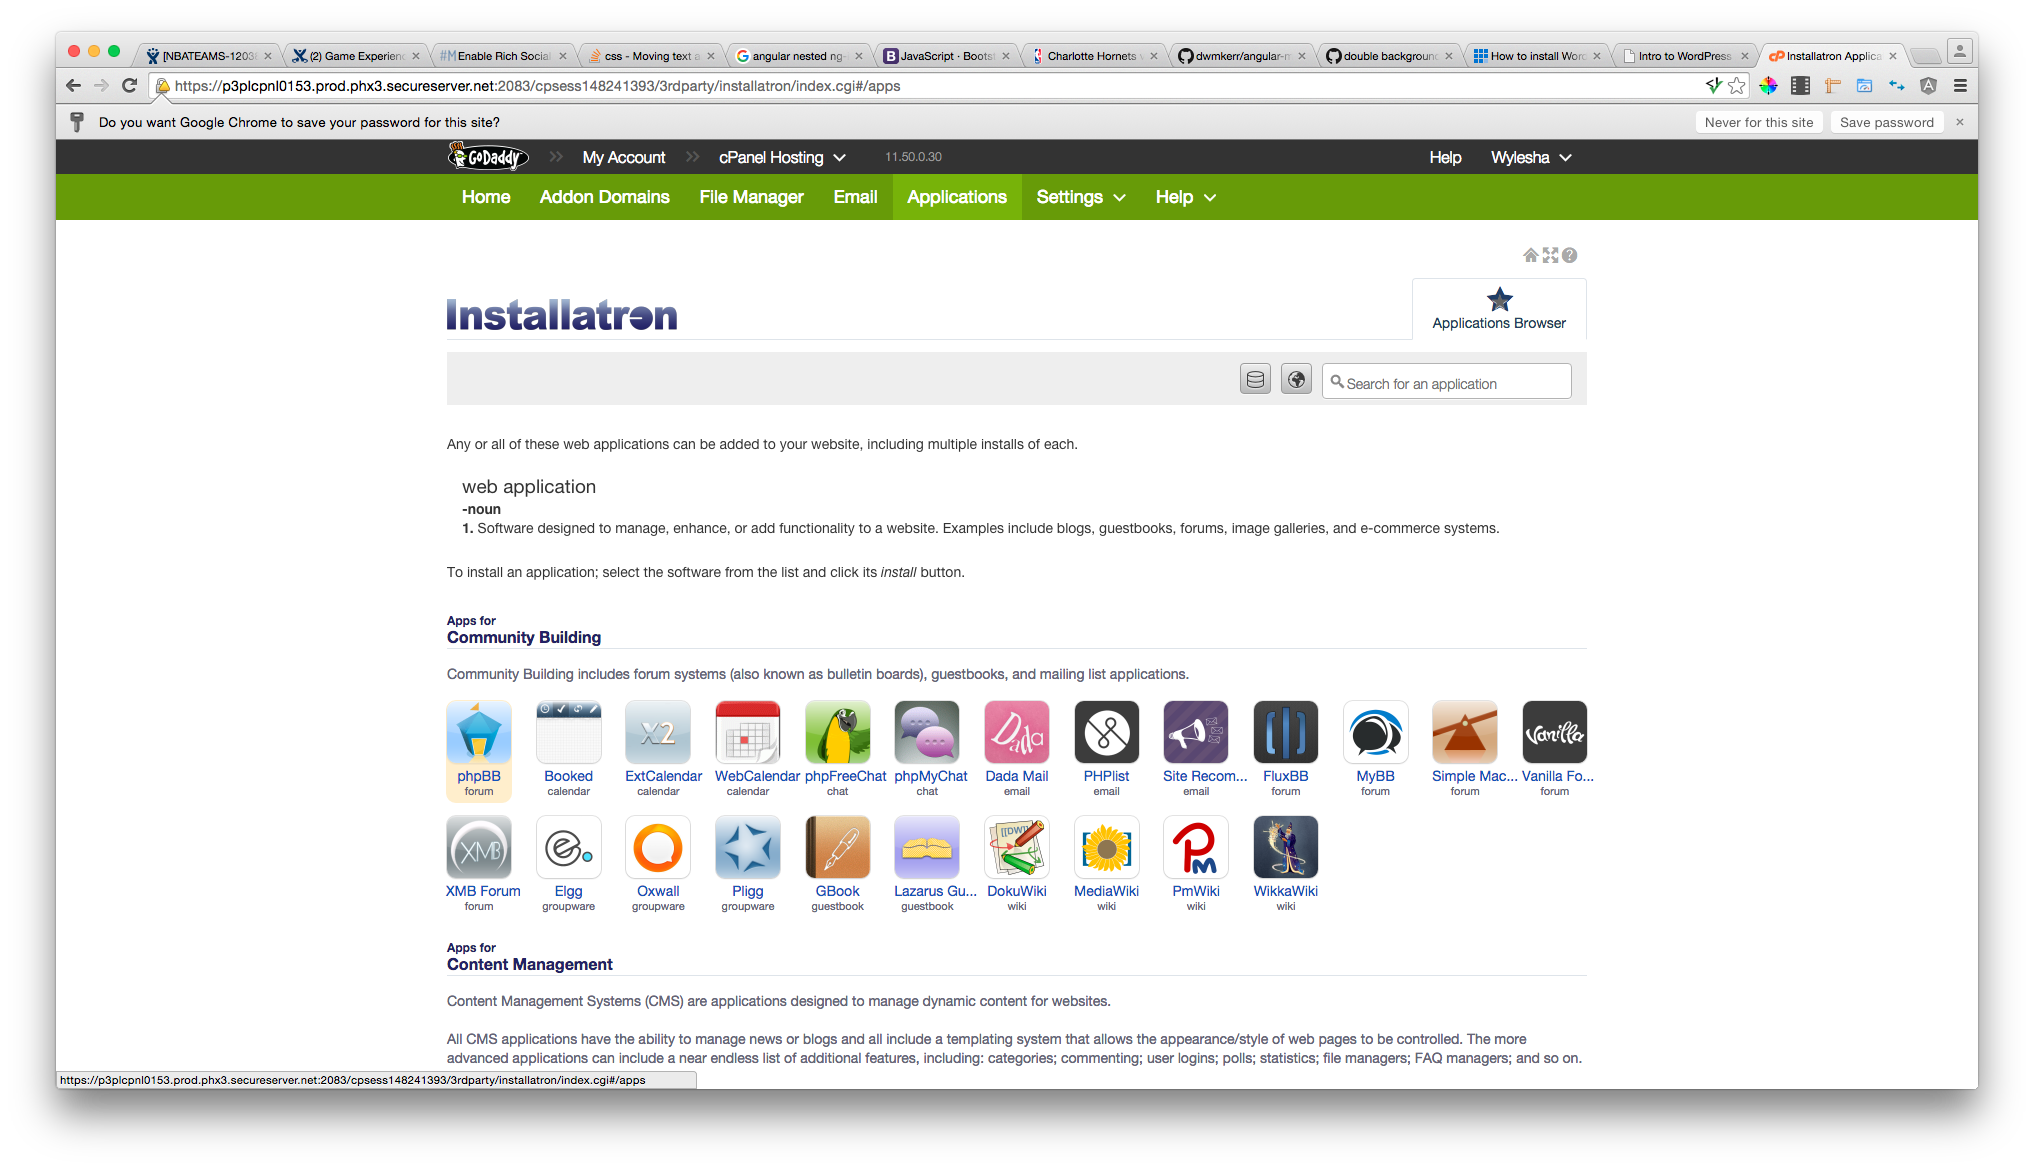 [NBATEAMS-1203
(2) Game Experien
#M Enable Rich Social
css - Moving text a
angular nested ng-
JavaScript · Bootst
Charlotte Hornets
dwmkerr/angular-m
double background
How to install Wor
Intro to WordPress
cP Installatron Applica
https://p3plcpnl0153.prod.phx3.secureserver.net:2083/cpsess148241393/3rdparty/installatron/index.cgi#/apps
Do you want Google Chrome to save your password for this site?
Never for this site
Save password
GoDaddy
My Account
cPanel Hosting
11.50.0.30
Help
Wylesha
Home
Addon Domains
File Manager
Email
Applications
Settings
Help
Installatron
Applications Browser
Search for an application
Any or all of these web applications can be added to your website, including multiple installs of each.
web application
-noun
1. Software designed to manage, enhance, or add functionality to a website. Examples include blogs, guestbooks, forums, image galleries, and e-commerce systems.
To install an application; select the software from the list and click its install button.
Apps for
Community Building
Community Building includes forum systems (also known as bulletin boards), guestbooks, and mailing list applications.
X2
Dada
Vanilla
phpBB Booked ExtCalendar WebCalendar phpFreeChat phpMyChat Dada Mail PHPlist Site Recom... FluxBB MyBB Simple Mac... Vanilla Fo...
forum calendar calendar calendar chat chat email email email forum forum forum forum
XMB
e.
[[DW]]
PM
XMB Forum Elgg Oxwall Pligg GBook Lazarus Gu... DokuWiki MediaWiki PmWiki WikkaWiki
forum groupware groupware groupware guestbook guestbook wiki wiki wiki wiki
Apps for
Content Management
Content Management Systems (CMS) are applications designed to manage dynamic content for websites.
All CMS applications have the ability to manage news or blogs and all include a templating system that allows the appearance/style of web pages to be controlled. The more
advanced applications can include a near endless list of additional features, including: categories; commenting; user logins; polls; statistics; file managers; FAQ managers; and so on.
https://p3plcpnl0153.prod.phx3.secureserver.net:2083/cpsess148241393/3rdparty/installatron/index.cgi#/apps